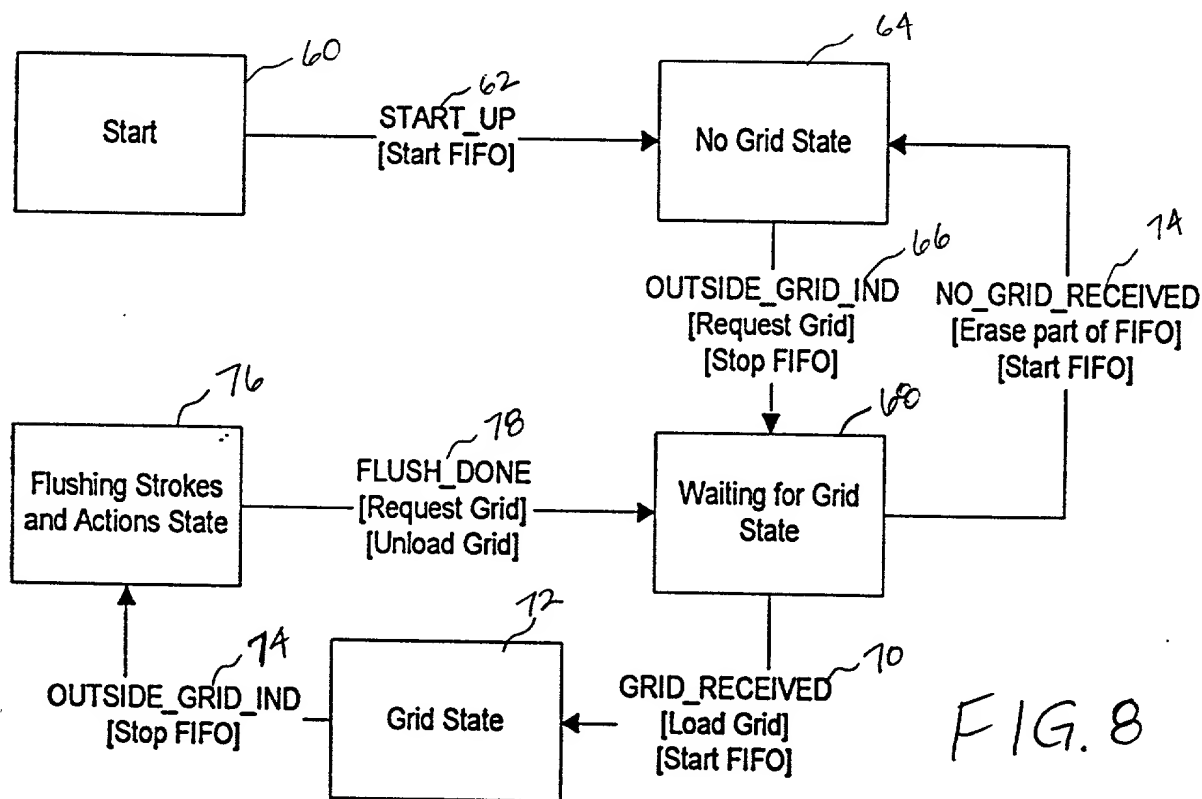 60
Start
62
START_UP
[Start FIFO]
64
No Grid State
66
OUTSIDE_GRID_IND
[Request Grid]
[Stop FIFO]
74
NO_GRID_RECEIVED
[Erase part of FIFO]
[Start FIFO]
76
Flushing Strokes
and Actions State
78
FLUSH_DONE
[Request Grid]
[Unload Grid]
68
Waiting for Grid
State
74
OUTSIDE_GRID_IND
[Stop FIFO]
72
Grid State
70
GRID_RECEIVED
[Load Grid]
[Start FIFO]
FIG. 8